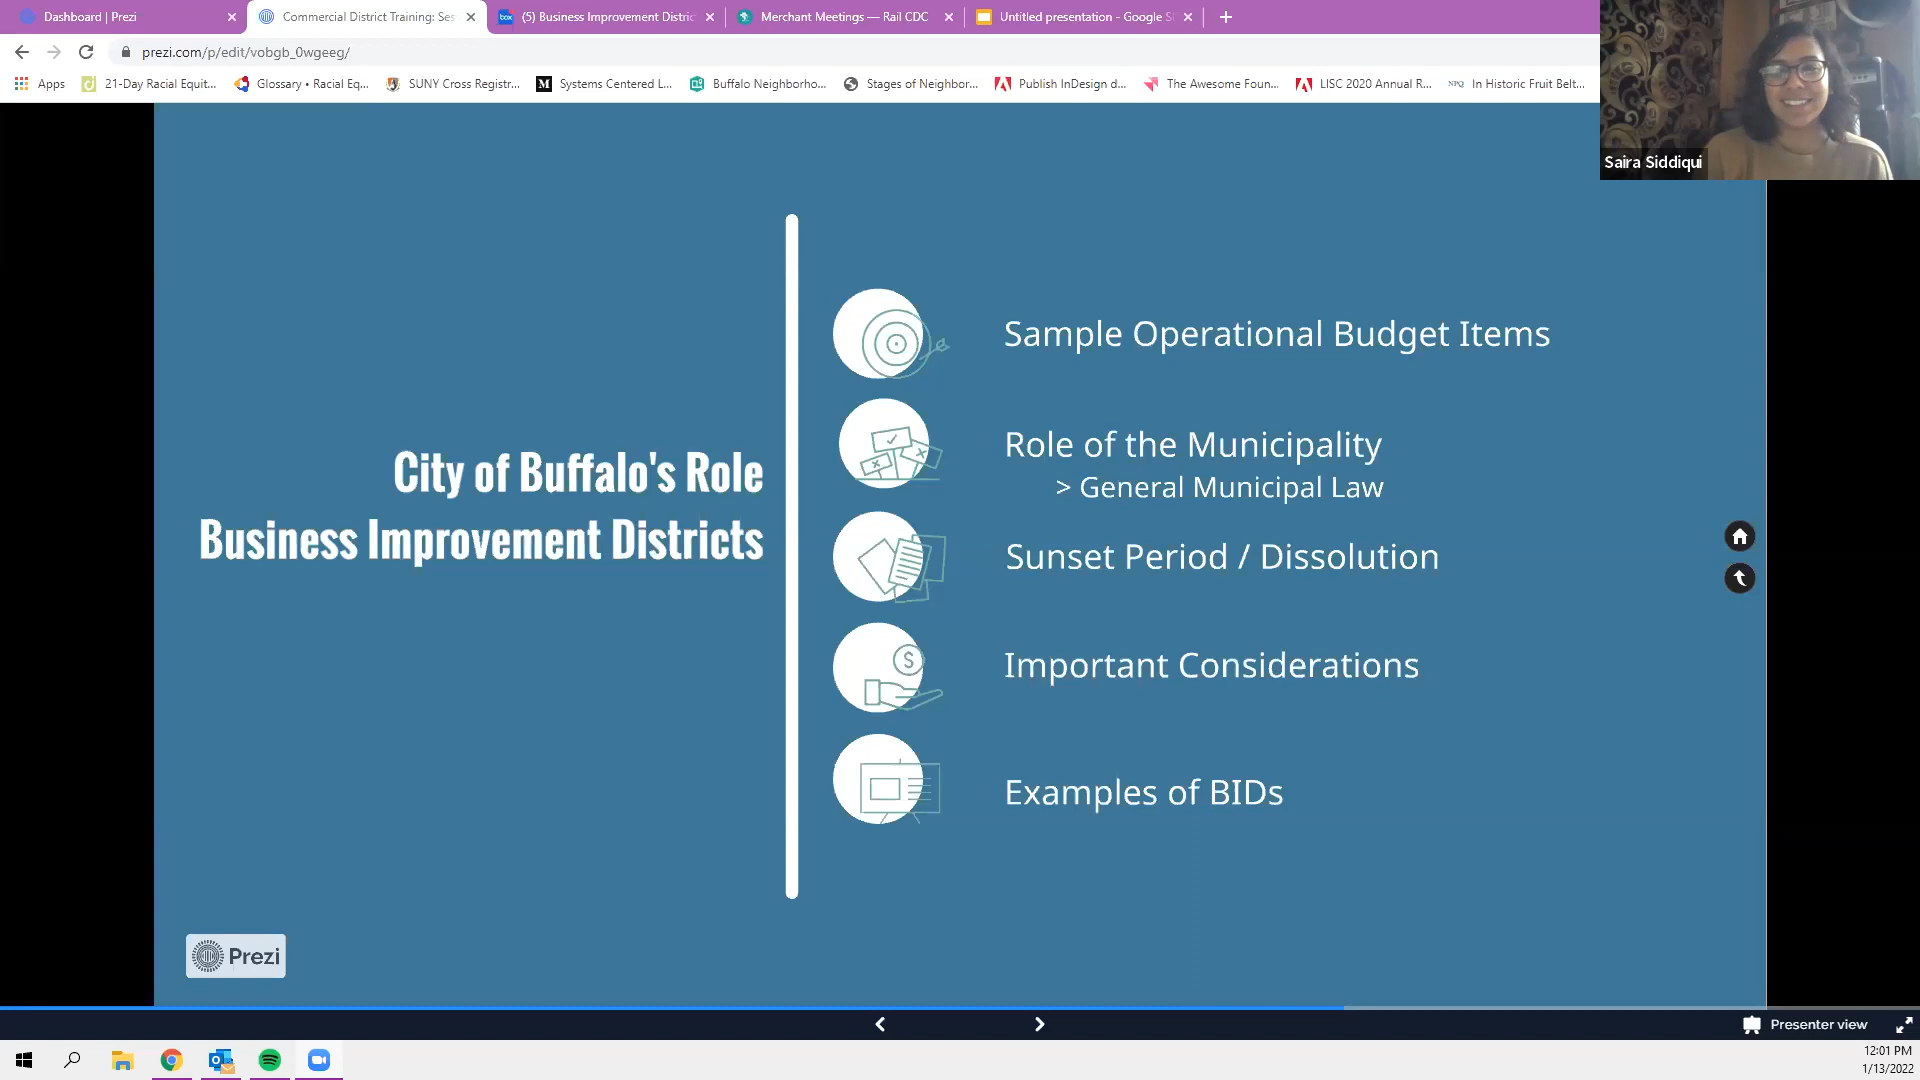 Dashboard | Prezi
Commercial District Training: Ses
(5) Business Improvement Distric
Merchant Meetings — Rail CDC
Untitled presentation - Google S
prezi.com/p/edit/vobgb_0wgeeg/
Apps
21-Day Racial Equit...
Glossary • Racial Eq...
SUNY Cross Registr...
Systems Centered L...
Buffalo Neighborho...
Stages of Neighbor...
Publish InDesign d...
The Awesome Foun...
LISC 2020 Annual R...
NPQ
In Historic Fruit Belt...
Saira Siddiqui
City of Buffalo's Role
Business Improvement Districts
Sample Operational Budget Items
Role of the Municipality
> General Municipal Law
Sunset Period / Dissolution
Important Considerations
Examples of BIDs
Prezi
Presenter view
12:01 PM
1/13/2022